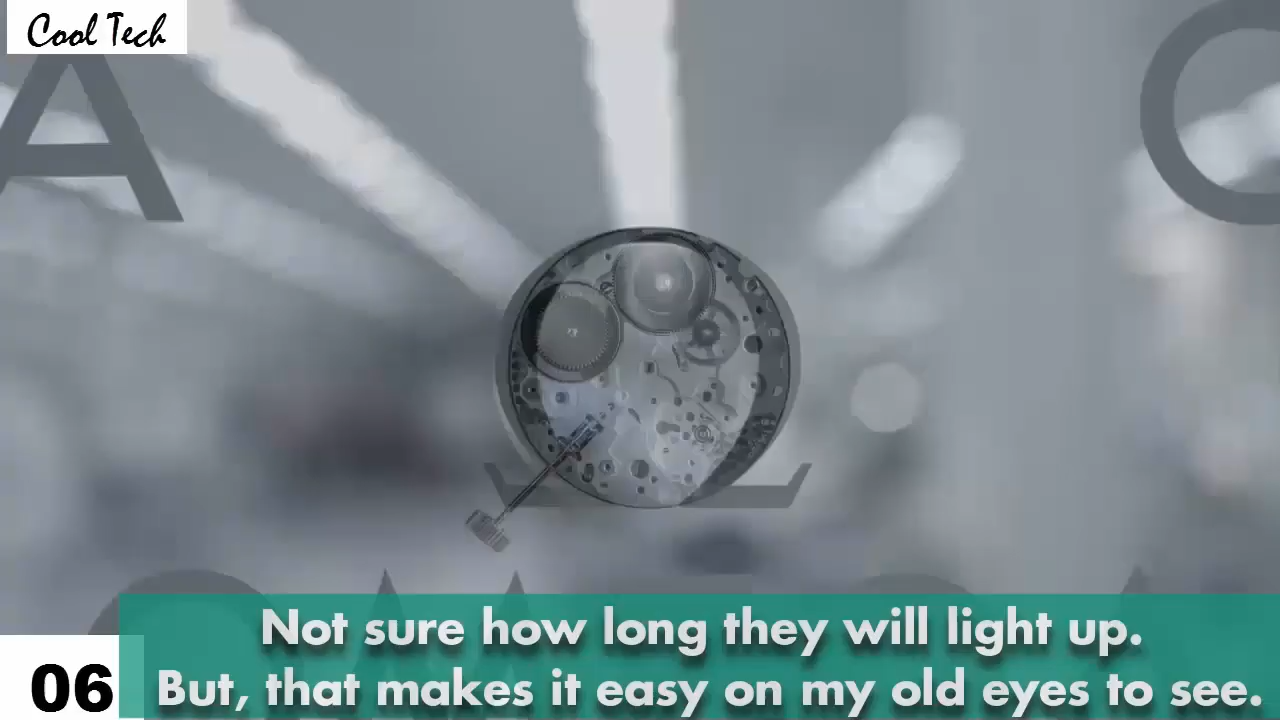 Cool Tech
Not sure how long they will light up.
06
But, that makes it easy on my old eyes to see.